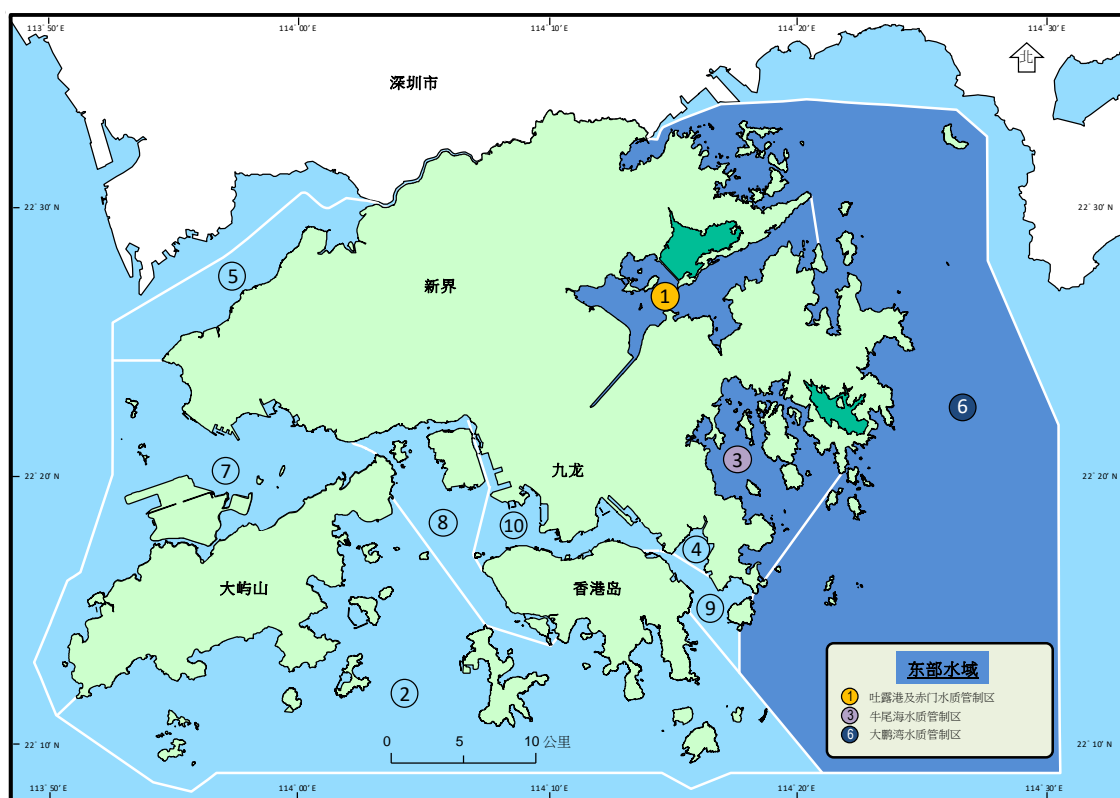 113° 50' E
114° 00' E
114° 10' E
114° 20' E
114° 30' E
北
深圳市
22° 30' N
22° 30' N
5
新界
1
6
3
7
22° 20' N
九龙
22° 20' N
8
10
4
大屿山
香港岛
9
2
东部水域
1 吐露港及赤门水质管制区
3 牛尾海水质管制区
6 大鹏湾水质管制区
0 5 10 公里
22° 10' N
22° 10' N
113° 50' E
114° 00' E
114° 10' E
114° 20' E
114° 30' E